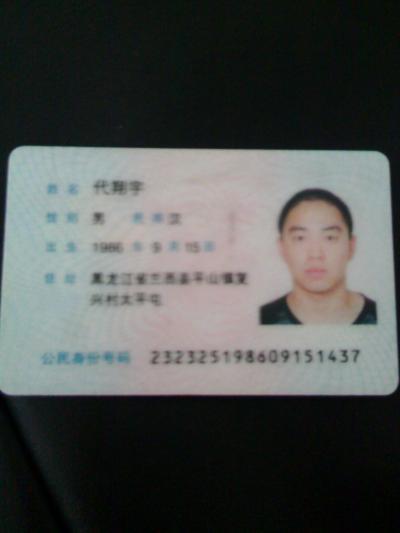 姓名 代翔宇
性别 男 民族 汉
出生 1986 年 9 月 15 日
住址 黑龙江省兰西县平山镇复
兴村太平屯
公民身份号码 232325198609151437